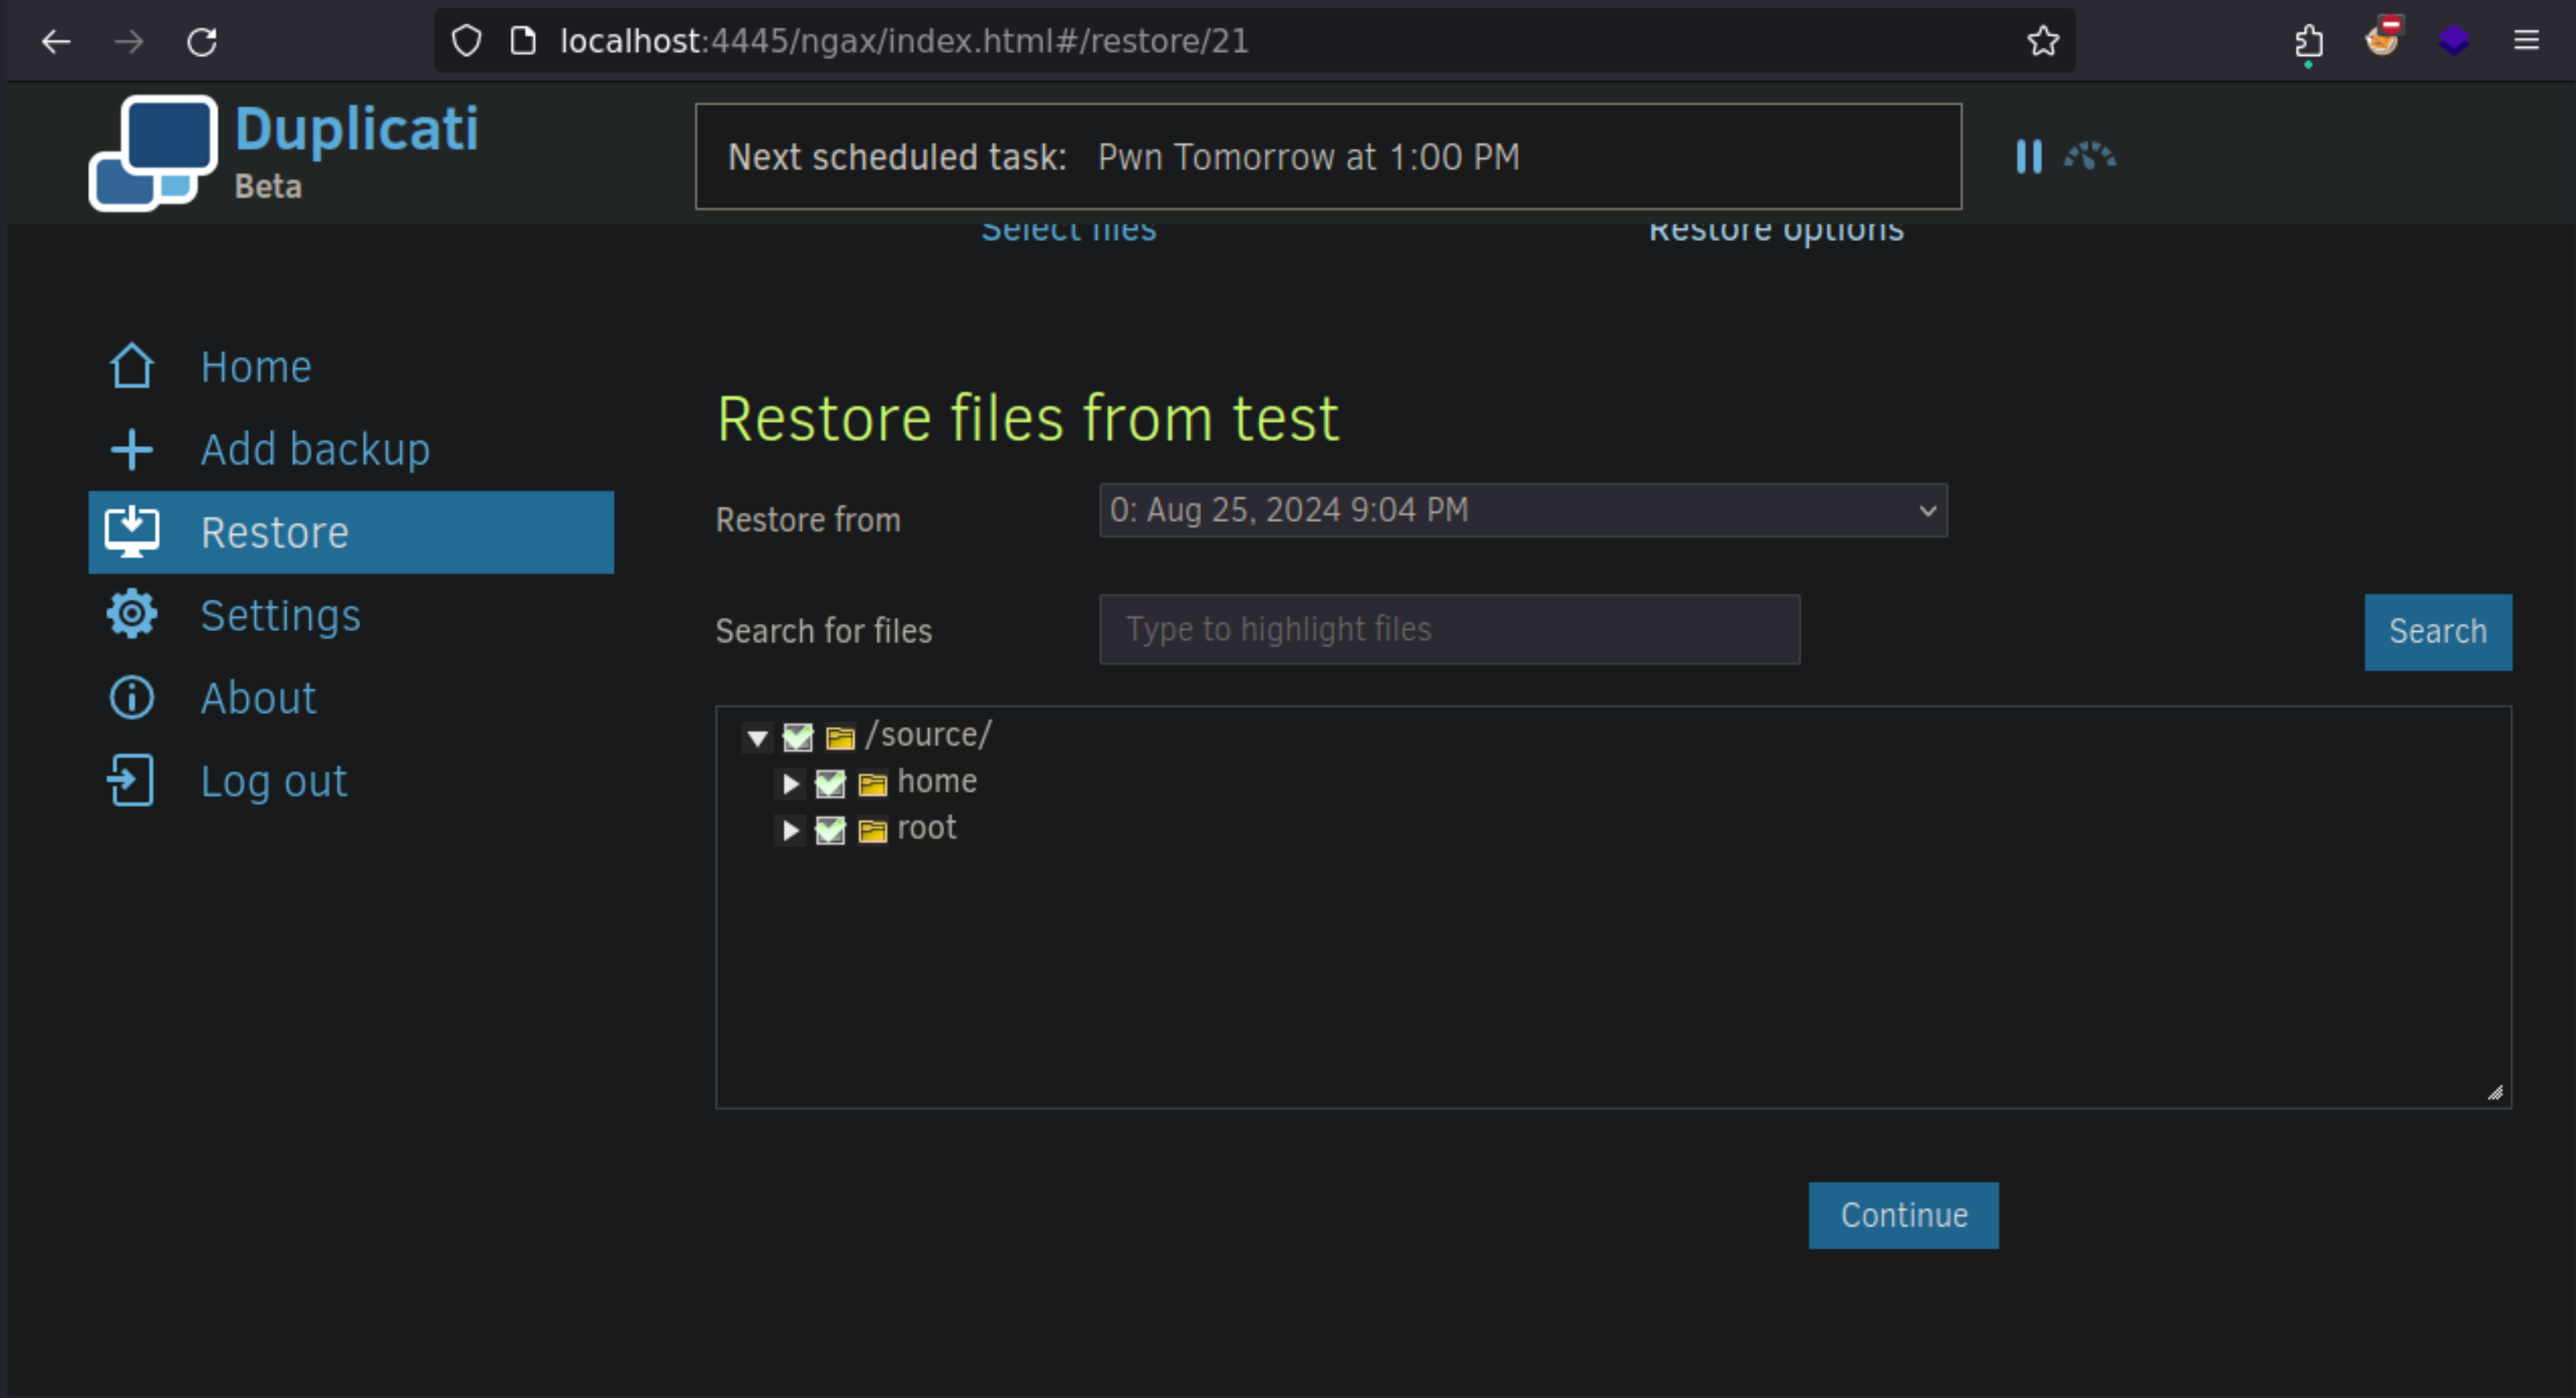 localhost:4445/ngax/index.html#/restore/21
Duplicati
Beta
Next scheduled task: Pwn Tomorrow at 1:00 PM
Select files
Restore options
Home
Add backup
Restore
Settings
About
Log out
Restore files from test
Restore from
0: Aug 25, 2024 9:04 PM
Search for files
Type to highlight files
Search
/source/
home
root
Continue